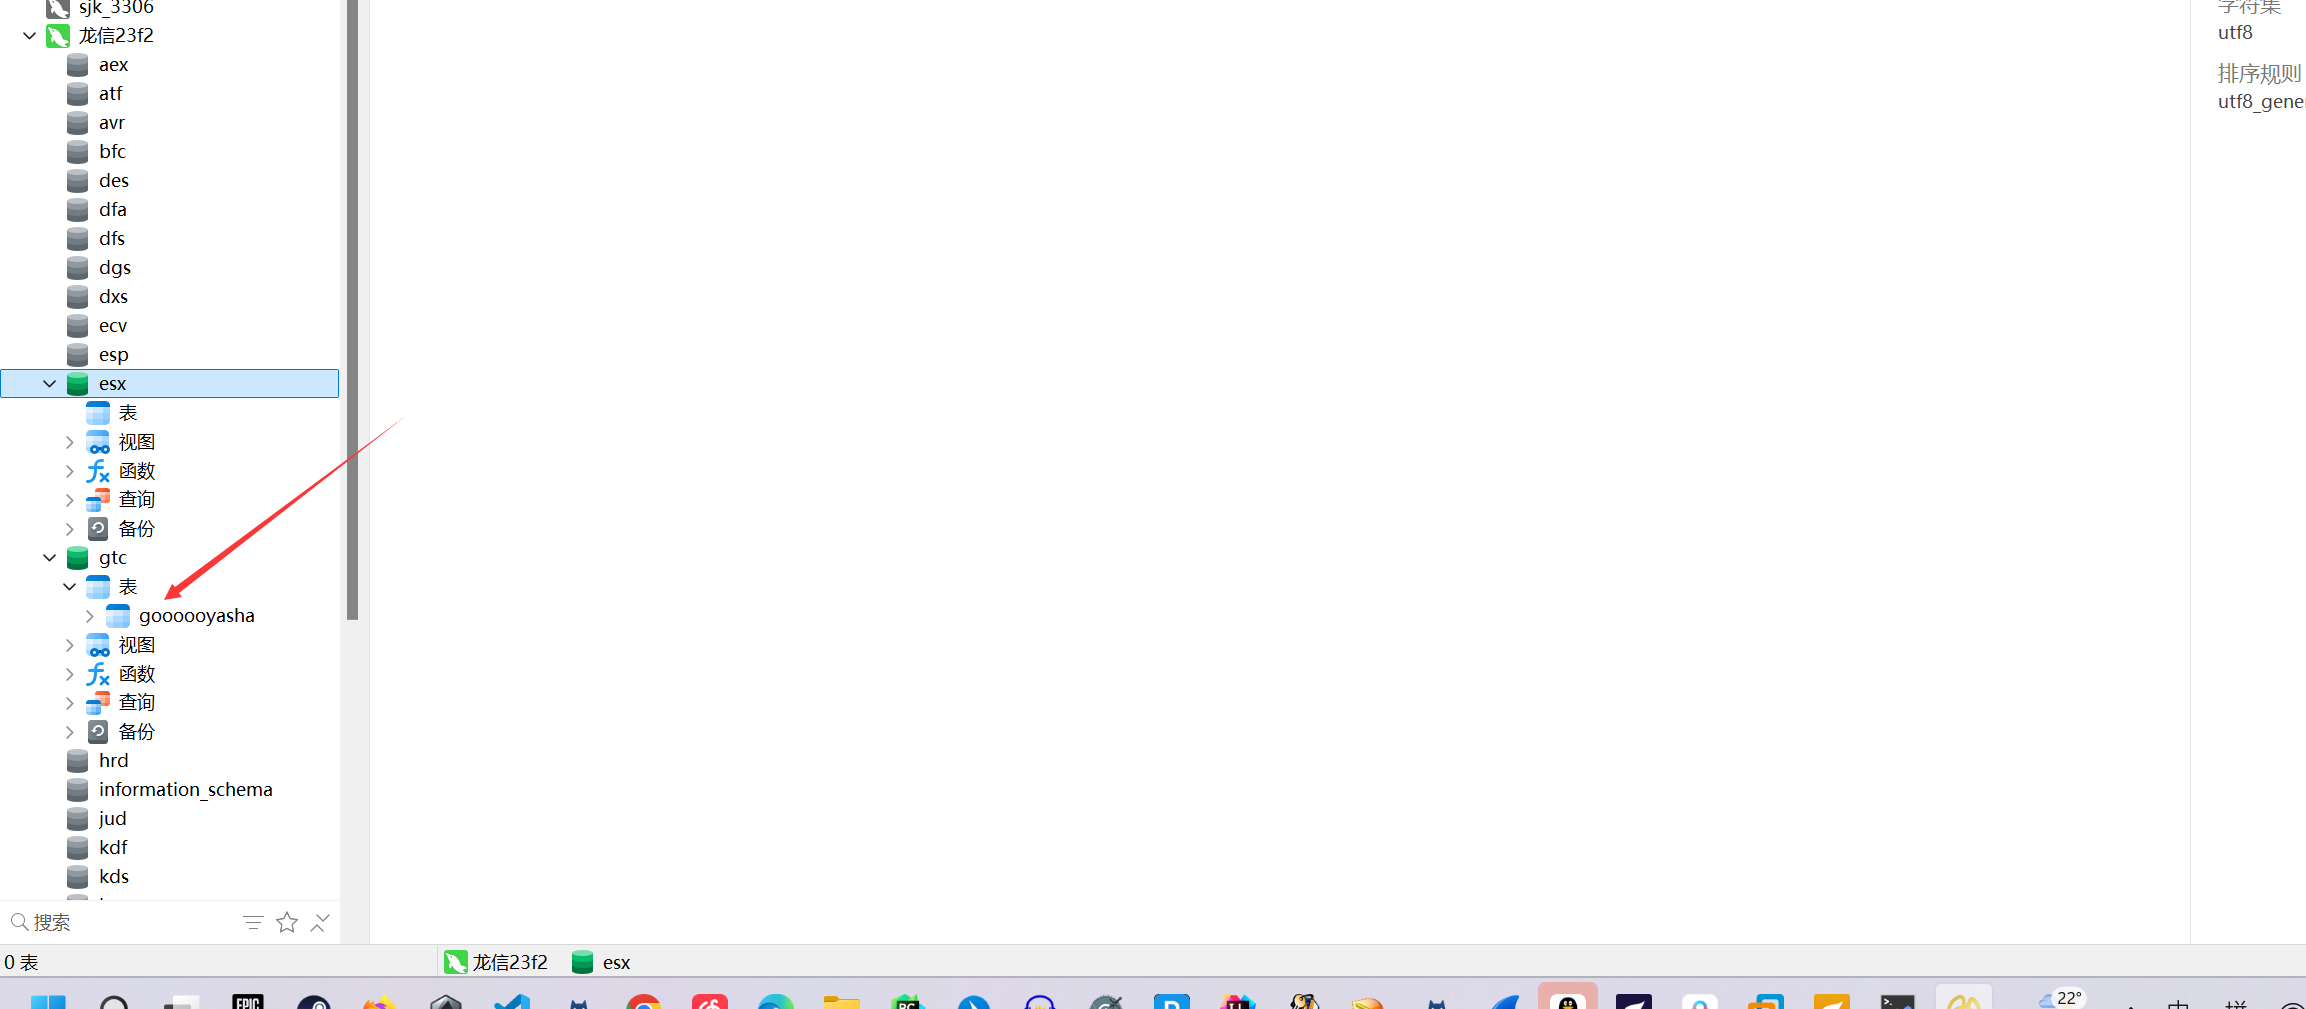 sjk_3306
龙信23f2
aex
atf
avr
bfc
des
dfa
dfs
dgs
dxs
ecv
esp
esx
表
视图
函数
查询
备份
gtc
表
goooooyasha
视图
函数
查询
备份
hrd
information_schema
jud
kdf
kds
搜索
0 表
龙信23f2
esx
字符集
utf8
排序规则
utf8_gene
EPIC
PC
22°
中
拼